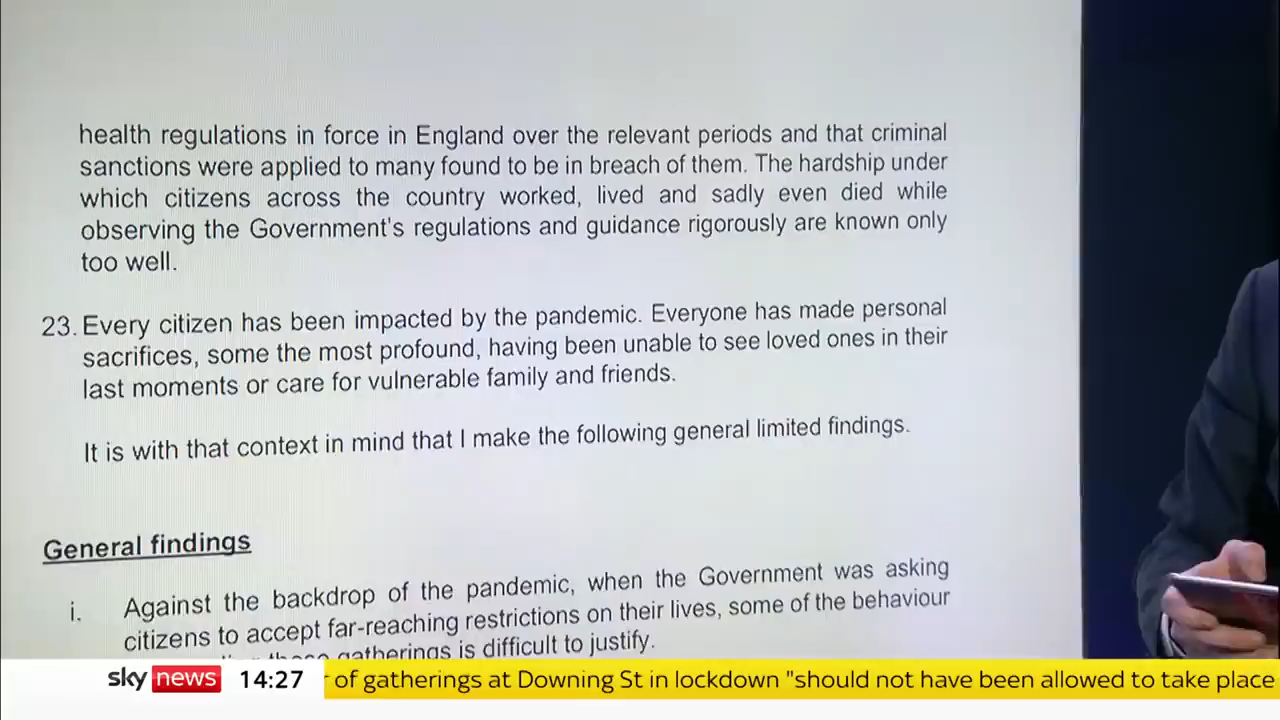 health regulations in force in England over the relevant periods and that criminal
sanctions were applied to many found to be in breach of them. The hardship under
which citizens across the country worked, lived and sadly even died while
observing the Government's regulations and guidance rigorously are known only
too well.
23. Every citizen has been impacted by the pandemic. Everyone has made personal
sacrifices, some the most profound, having been unable to see loved ones in their
last moments or care for vulnerable family and friends.
It is with that context in mind that I make the following general limited findings.
General findings
i. Against the backdrop of the pandemic, when the Government was asking
citizens to accept far-reaching restrictions on their lives, some of the behaviour
gatherings is difficult to justify.
sky news 14:27 of gatherings at Downing St in lockdown "should not have been allowed to take place